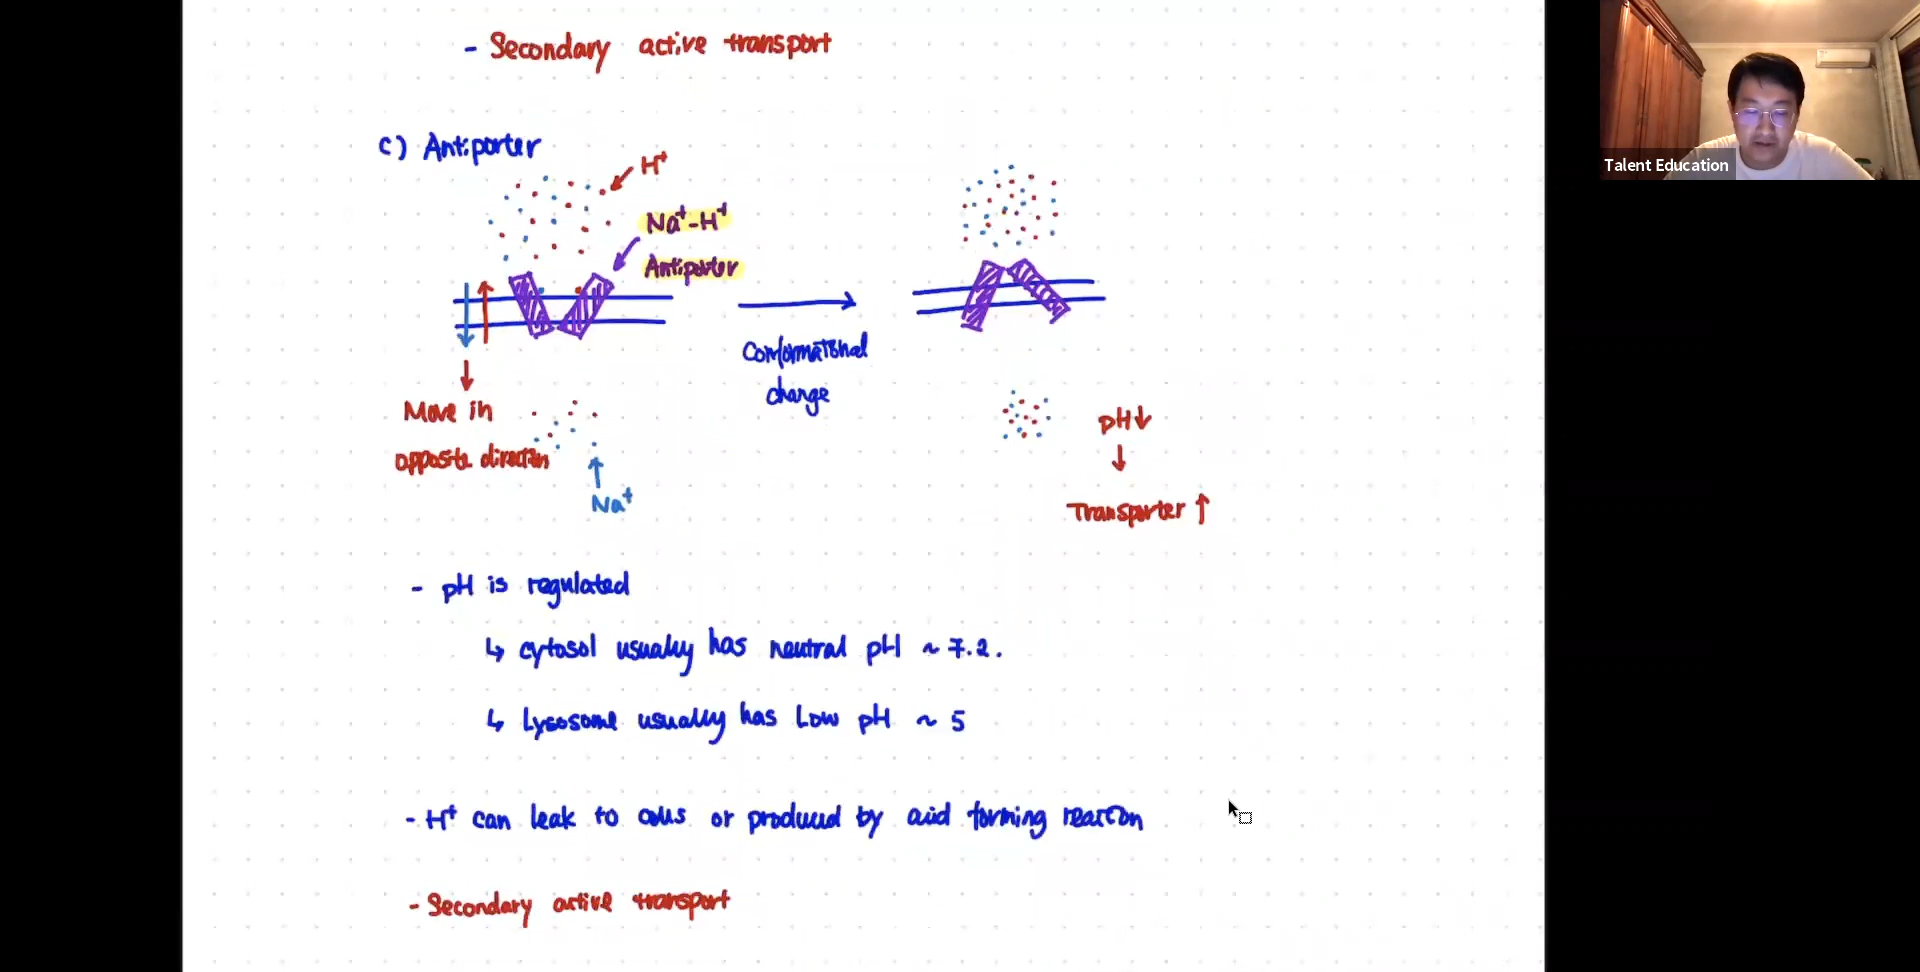 - Secondary active transport
c) Antiporter
H⁺
Na⁺-H⁺
Antiporter
Conformational
change
Move in
opposite direction
Na⁺
pH↓
↓
Transporter ↑
- pH is regulated
↳ cytosol usually has neutral pH ~ 7.2.
↳ Lysosome usually has low pH ~ 5
- H⁺ can leak to cells or produced by acid forming reaction
- Secondary active transport
Talent Education